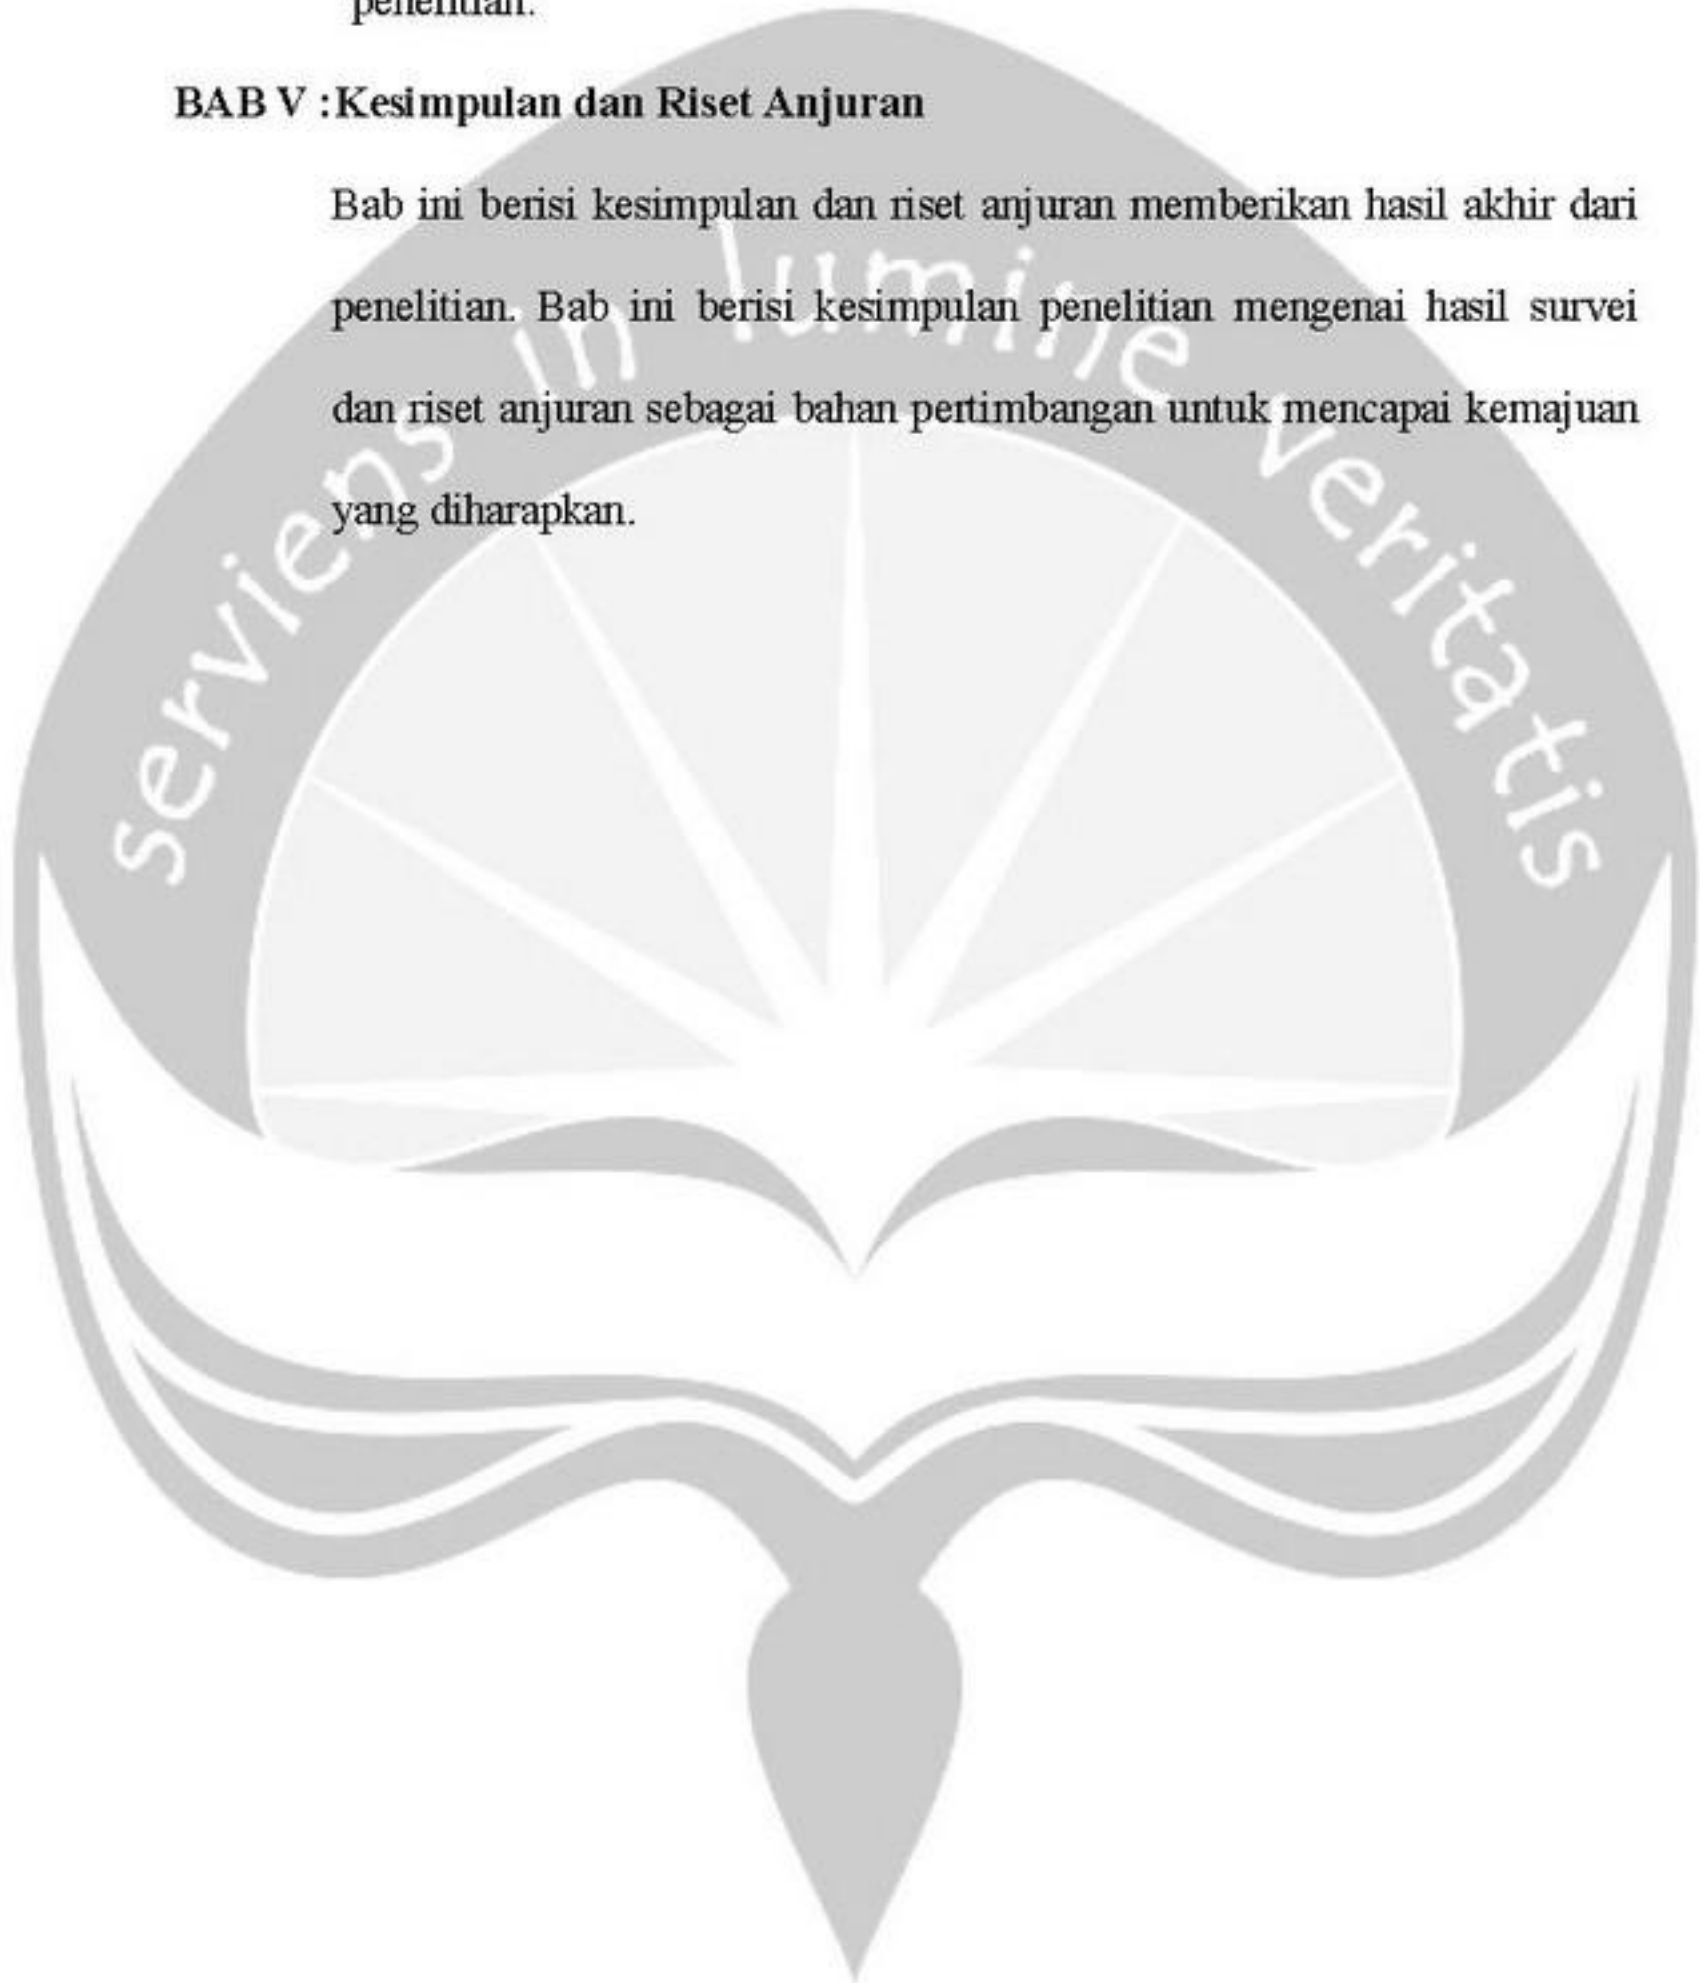 penelitian.
BAB V : Kesimpulan dan Riset Anjuran
Bab ini berisi kesimpulan dan riset anjuran memberikan hasil akhir dari
penelitian. Bab ini berisi kesimpulan penelitian mengenai hasil survei
dan riset anjuran sebagai bahan pertimbangan untuk mencapai kemajuan
yang diharapkan.
serviens in lumine veritatis